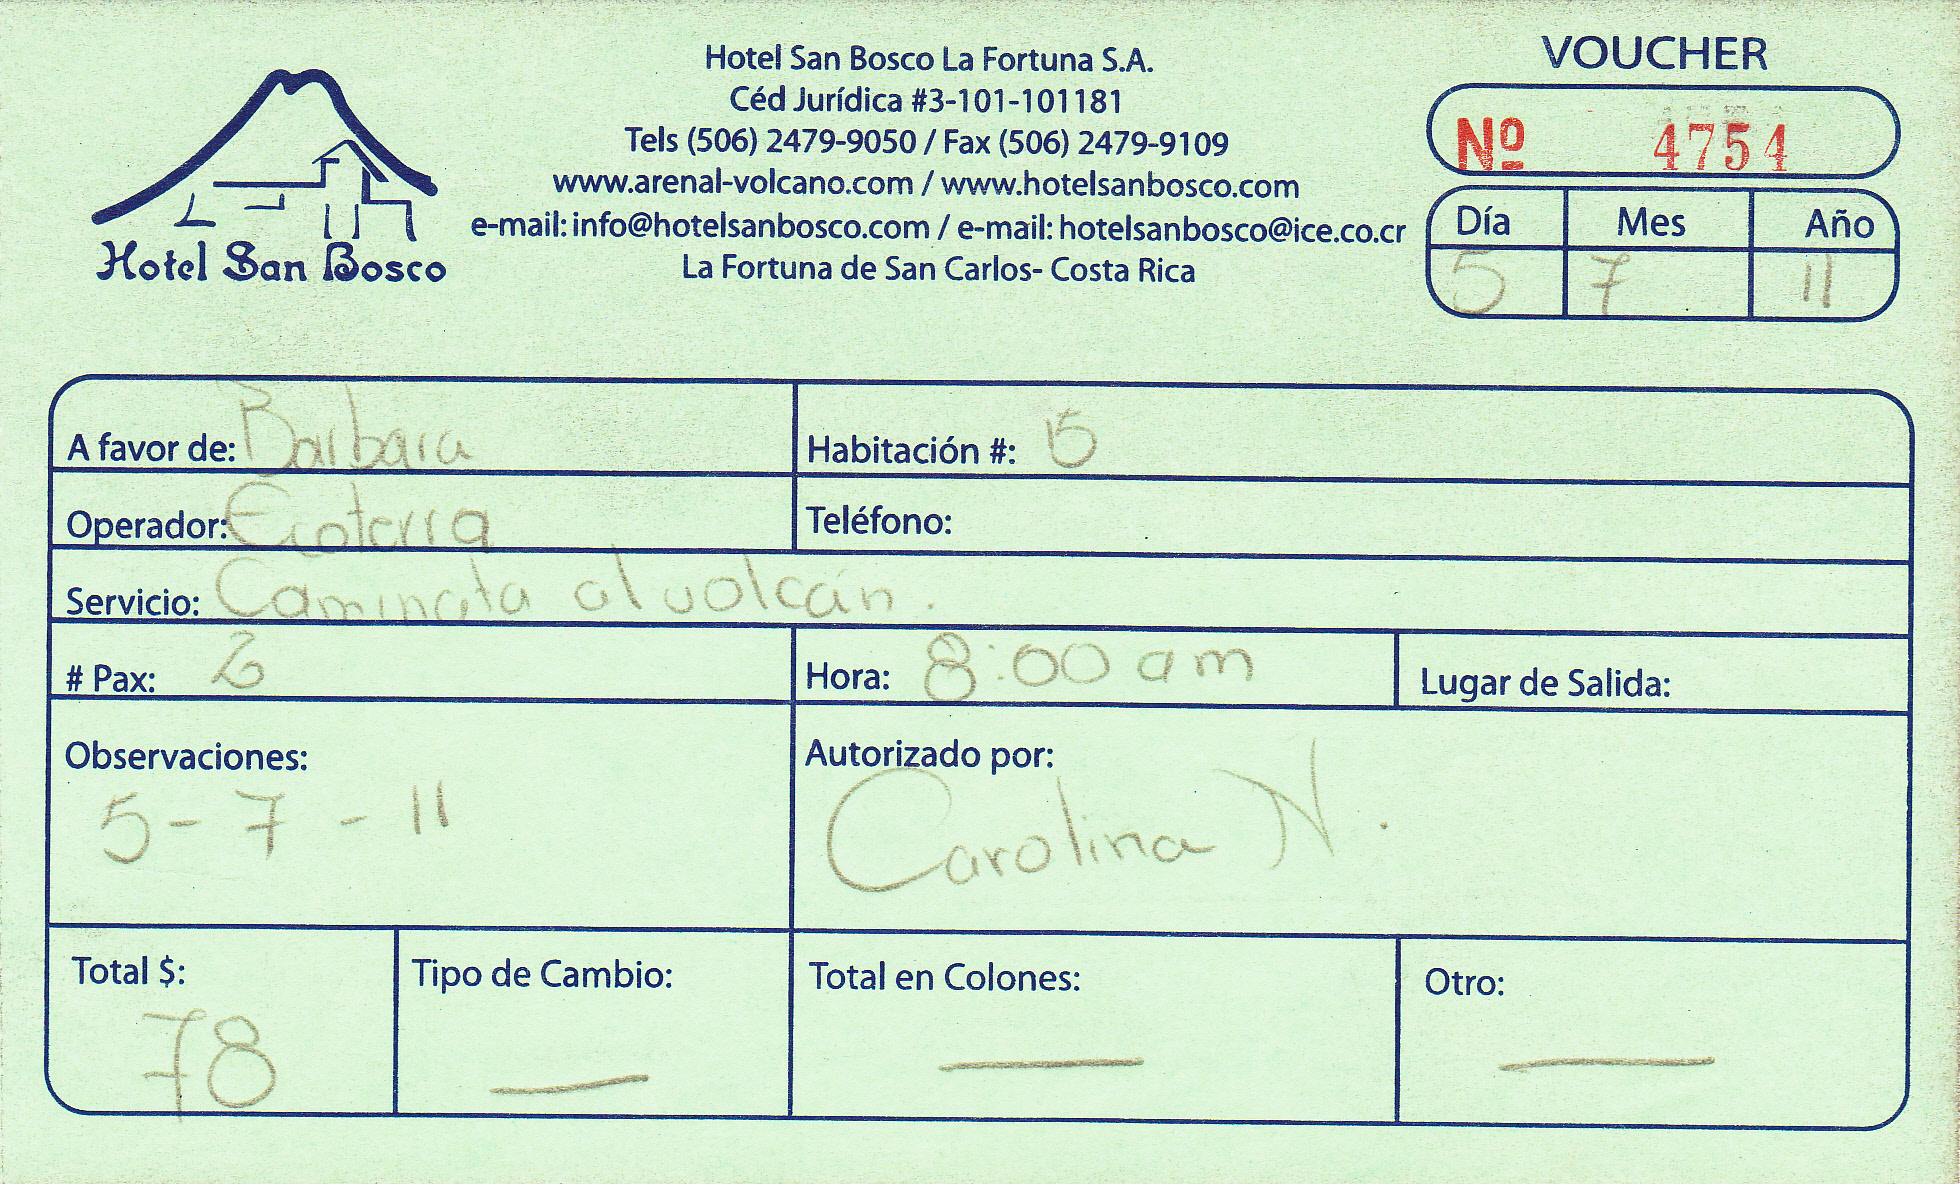 Hotel San Bosco La Fortuna S.A.
Céd Jurídica #3-101-101181
Tels (506) 2479-9050 / Fax (506) 2479-9109
www.arenal-volcano.com / www.hotelsanbosco.com
e-mail: info@hotelsanbosco.com / e-mail: hotelsanbosco@ice.co.cr
La Fortuna de San Carlos- Costa Rica
Hotel San Bosco
VOUCHER
Nº 4754
Día Mes Año
5 7 11
A favor de: Barbara Habitación #:
Operador: Ecoterra Teléfono:
Servicio: Caminata al volcán.
# Pax: 2 Hora: 8:00 am Lugar de Salida:
Observaciones: Autorizado por:
5 - 7 - 11 Carolina N.
Total $: Tipo de Cambio: Total en Colones: Otro:
78 — — —